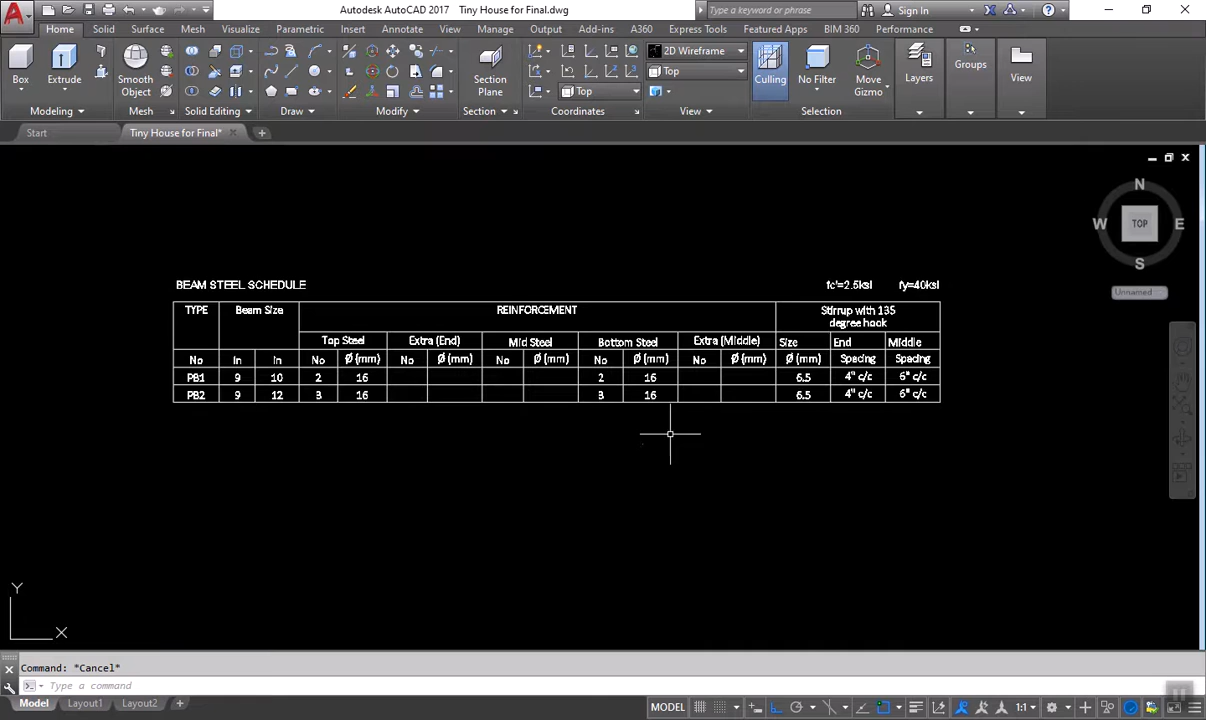 Autodesk AutoCAD 2017 Tiny House for Final.dwg
Type a keyword or phrase
Sign In
Home Solid Surface Mesh Visualize Parametric Insert Annotate View Manage Output Add-ins A360 Express Tools Featured Apps BIM 360 Performance
Box Extrude Smooth Object Section Plane 2D Wireframe Top Top Culling No Filter Move Gizmo Layers Groups View
Modeling Mesh Solid Editing Draw Modify Section Coordinates View Selection
Start Tiny House for Final*
N
W TOP E
S
Unnamed
BEAM STEEL SCHEDULE fc'=2.5ksi fy=40ksi
TYPE Beam Size REINFORCEMENT Stirrup with 135 degree hook
Top Steel Extra (End) Mid Steel Bottom Steel Extra (Middle) Size End Middle
No in in No Ø (mm) No Ø (mm) No Ø (mm) No Ø (mm) No Ø (mm) Ø (mm) Spacing Spacing
PB1 9 10 2 16 2 16 6.5 4" c/c 6" c/c
PB2 9 12 3 16 3 16 6.5 4" c/c 6" c/c
Y
X
Command: *Cancel*
Type a command
Model Layout1 Layout2
MODEL 1:1